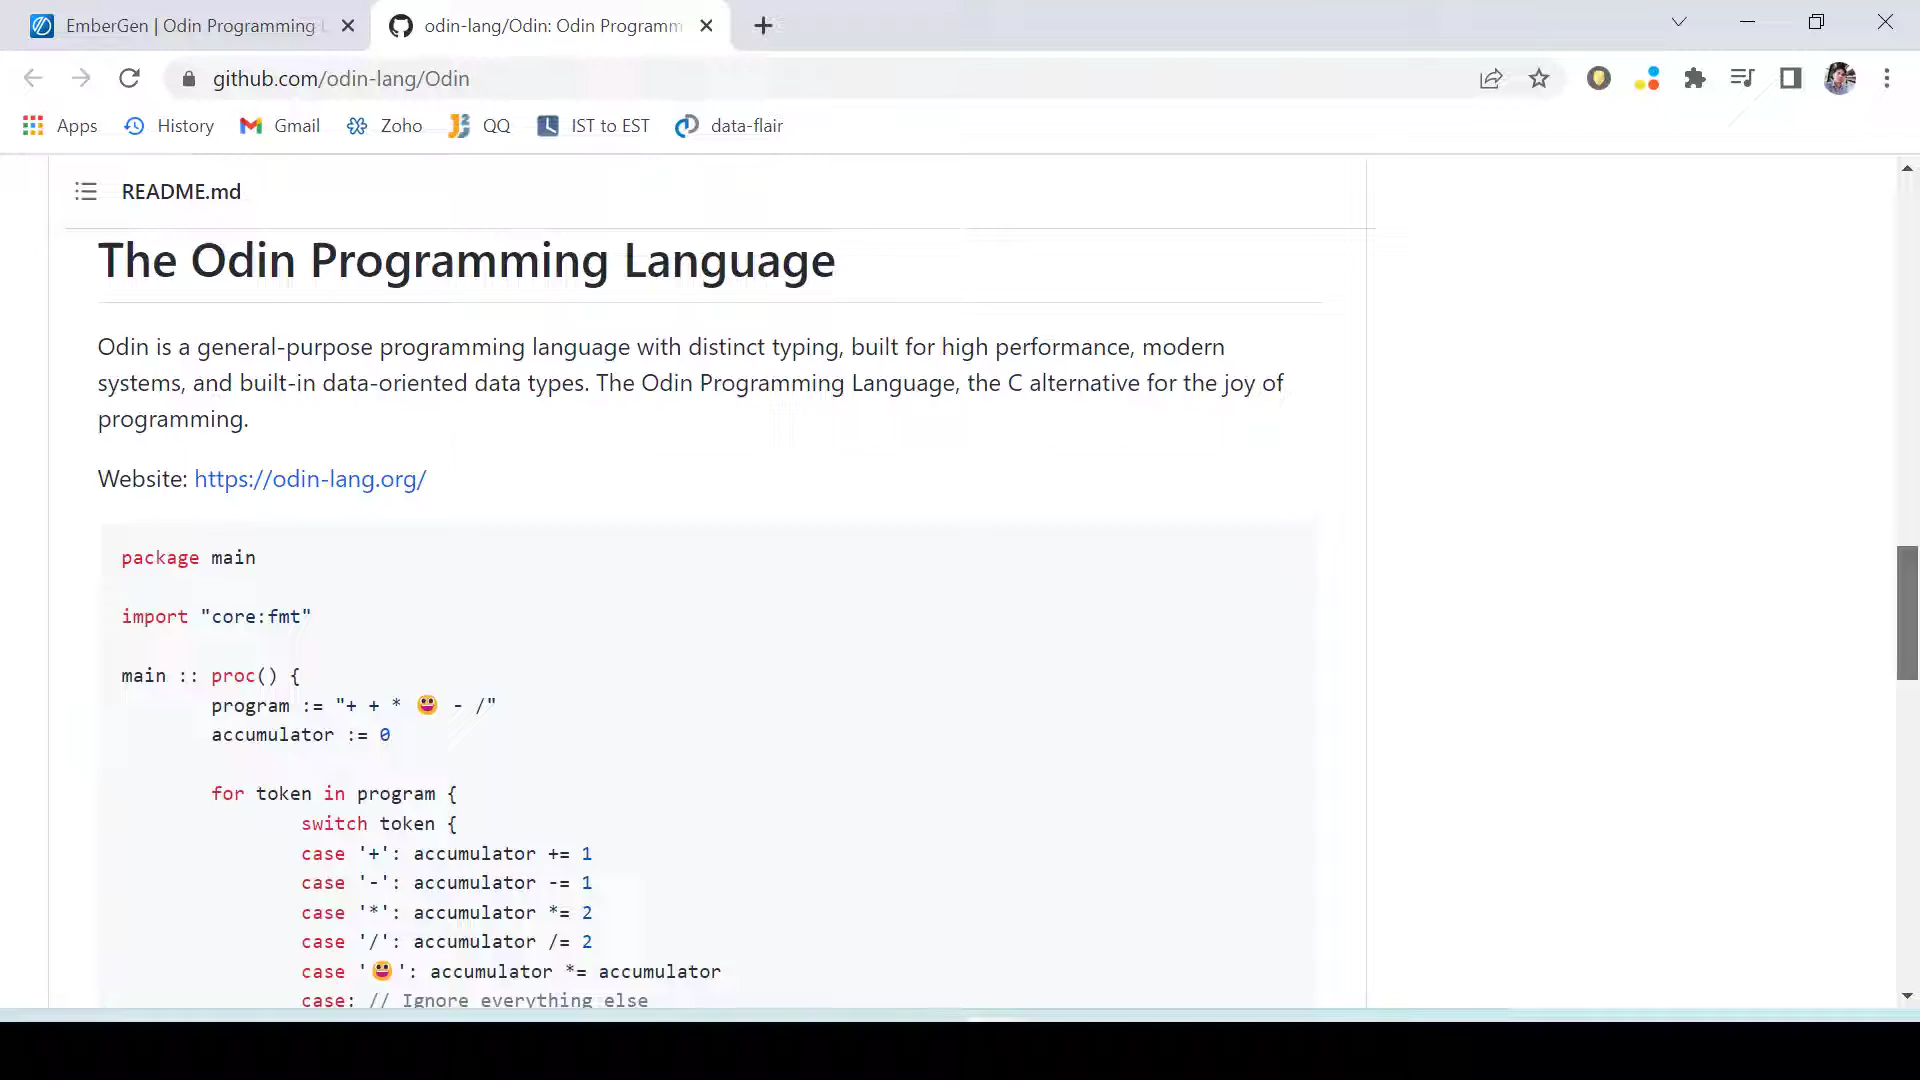 EmberGen | Odin Programming L
odin-lang/Odin: Odin Programm
github.com/odin-lang/Odin
Apps
History
Gmail
Zoho
QQ
IST to EST
data-flair
README.md
The Odin Programming Language
Odin is a general-purpose programming language with distinct typing, built for high performance, modern
systems, and built-in data-oriented data types. The Odin Programming Language, the C alternative for the joy of
programming.
Website: https://odin-lang.org/
package main
import "core:fmt"
main :: proc() {
program := "+ + * 😃 - /"
accumulator := 0
for token in program {
switch token {
case '+': accumulator += 1
case '-': accumulator -= 1
case '*': accumulator *= 2
case '/': accumulator /= 2
case '😃': accumulator *= accumulator
case: // Ignore everything else